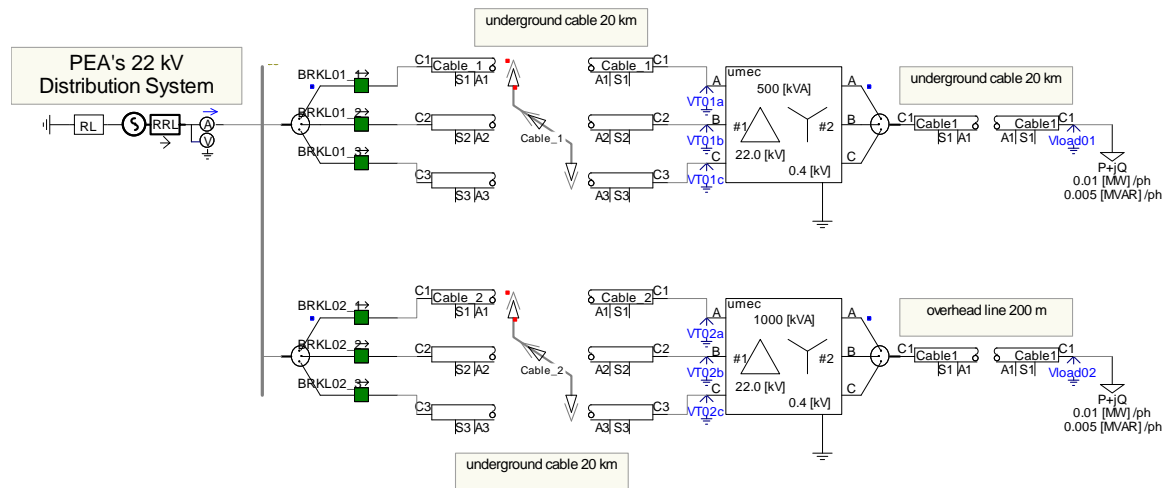 underground cable 20 km
PEA's 22 kV
Distribution System
RL
RRL
A
V
BRKL01_1
BRKL01_2
BRKL01_3
C1
Cable_1
S1 A1
C2
S2 A2
C3
S3 A3
Cable_1
Cable_1
C1
A1 S1
C2
A2 S2
C3
A3 S3
VT01a
VT01b
VT01c
umec
500 [kVA]
A
B
C
#1
#2
22.0 [kV]
0.4 [kV]
A
B
C
underground cable 20 km
C1
Cable1
S1 A1
Cable1
C1
A1 S1
Vload01
P+jQ
0.01 [MW] /ph
0.005 [MVAR] /ph
BRKL02_1
BRKL02_2
BRKL02_3
C1
Cable_2
S1 A1
C2
S2 A2
C3
S3 A3
Cable_2
Cable_2
C1
A1 S1
C2
A2 S2
C3
A3 S3
VT02a
VT02b
VT02c
umec
1000 [kVA]
A
B
C
#1
#2
22.0 [kV]
0.4 [kV]
A
B
C
overhead line 200 m
C1
Cable1
S1 A1
Cable1
C1
A1 S1
Vload02
P+jQ
0.01 [MW] /ph
0.005 [MVAR] /ph
underground cable 20 km